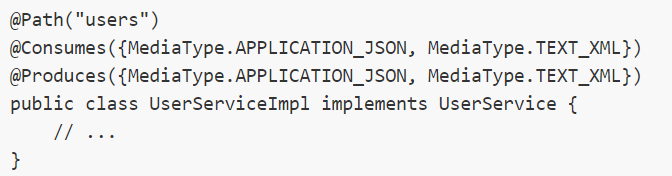 @Path("users")
@Consumes({MediaType.APPLICATION_JSON, MediaType.TEXT_XML})
@Produces({MediaType.APPLICATION_JSON, MediaType.TEXT_XML})
public class UserServiceImpl implements UserService {
    // ...
}